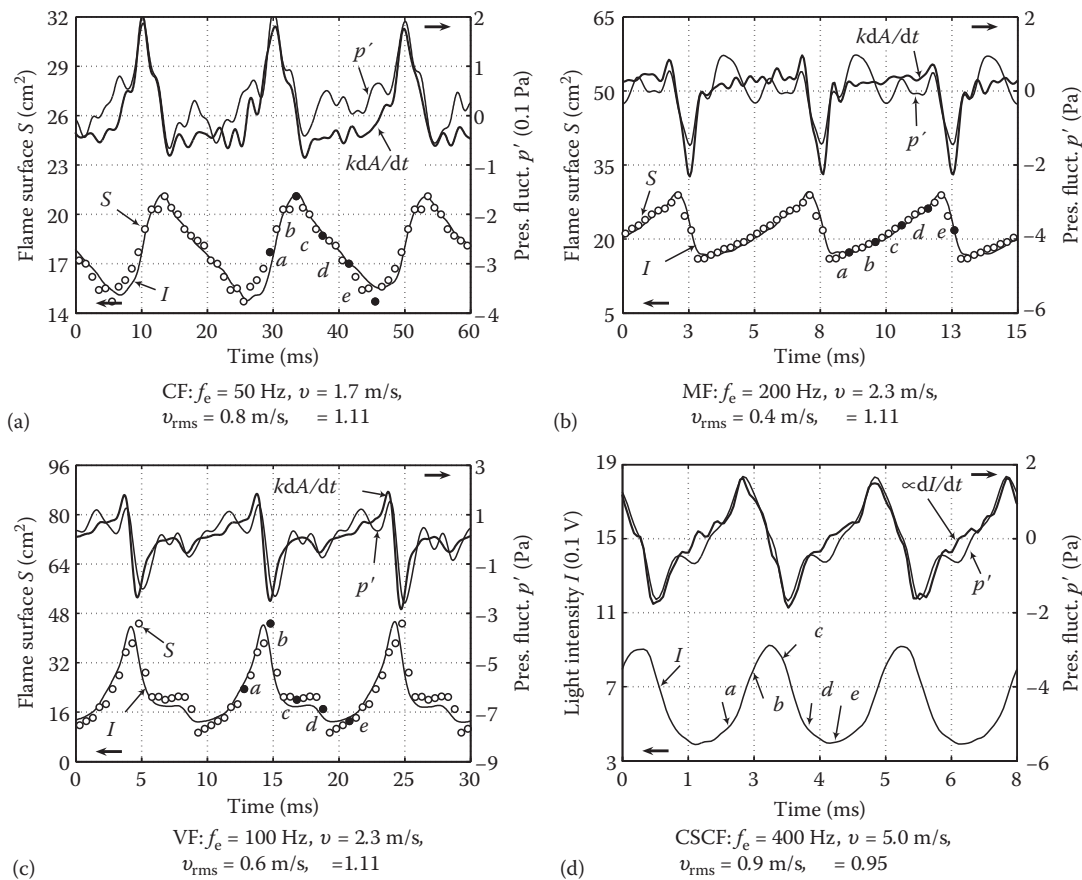 32
29
26
24
21
20
17
14
2
1
0
−1
−2
−3
−4
Flame surface S (cm²)
Pres. fluct. p′ (0.1 Pa)
p′
kdA/dt
S
I
a
b
c
d
e
0 10 20 30 40 50 60
Time (ms)
(a)
CF: fe = 50 Hz, υ = 1.7 m/s,
υrms = 0.8 m/s, = 1.11
65
50
35
20
5
2
0
−2
−4
−6
Flame surface S (cm²)
Pres. fluct. p′ (Pa)
kdA/dt
p′
S
I
a
b
c
d
e
0 3 5 8 10 13 15
Time (ms)
(b)
MF: fe = 200 Hz, υ = 2.3 m/s,
υrms = 0.4 m/s, = 1.11
96
80
64
48
32
16
0
3
1
−1
−3
−5
−7
−9
Flame surface S (cm²)
Pres. fluct. p′ (Pa)
kdA/dt
p′
S
I
a
b
c
d
e
0 5 10 15 20 25 30
Time (ms)
(c)
VF: fe = 100 Hz, υ = 2.3 m/s,
υrms = 0.6 m/s, =1.11
19
15
11
7
3
2
0
−2
−4
−6
Light intensity I (0.1 V)
Pres. fluct. p′ (Pa)
∝dI/dt
p′
I
a
b
c
d
e
0 1 3 4 5 6 8
Time (ms)
(d)
CSCF: fe = 400 Hz, υ = 5.0 m/s,
υrms = 0.9 m/s, = 0.95